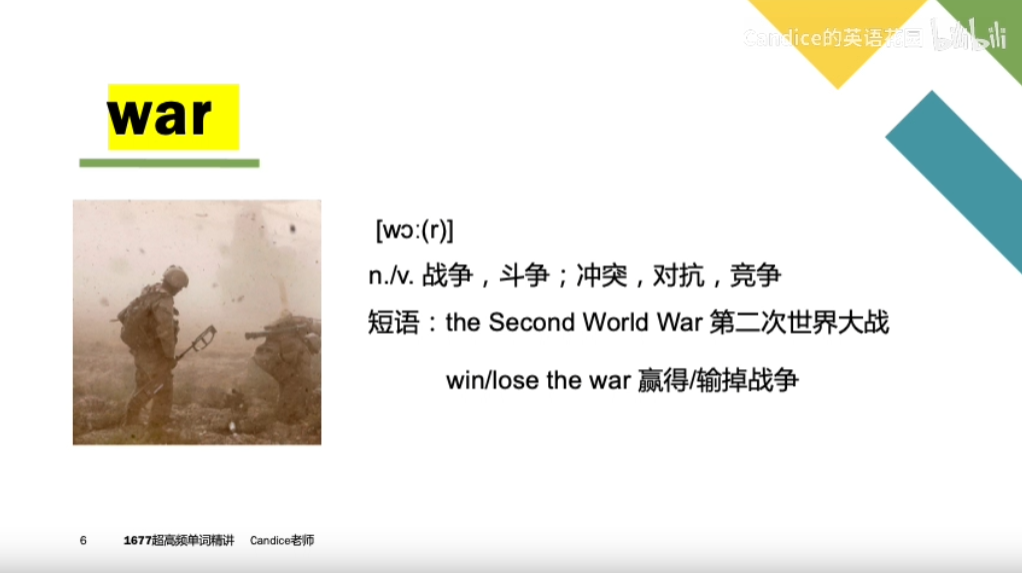 Candice的英语花园 bilibili
war
[wɔ:(r)]
n./v. 战争，斗争；冲突，对抗，竞争
短语：the Second World War 第二次世界大战
win/lose the war 赢得/输掉战争
6 1677超高频单词精讲 Candice老师